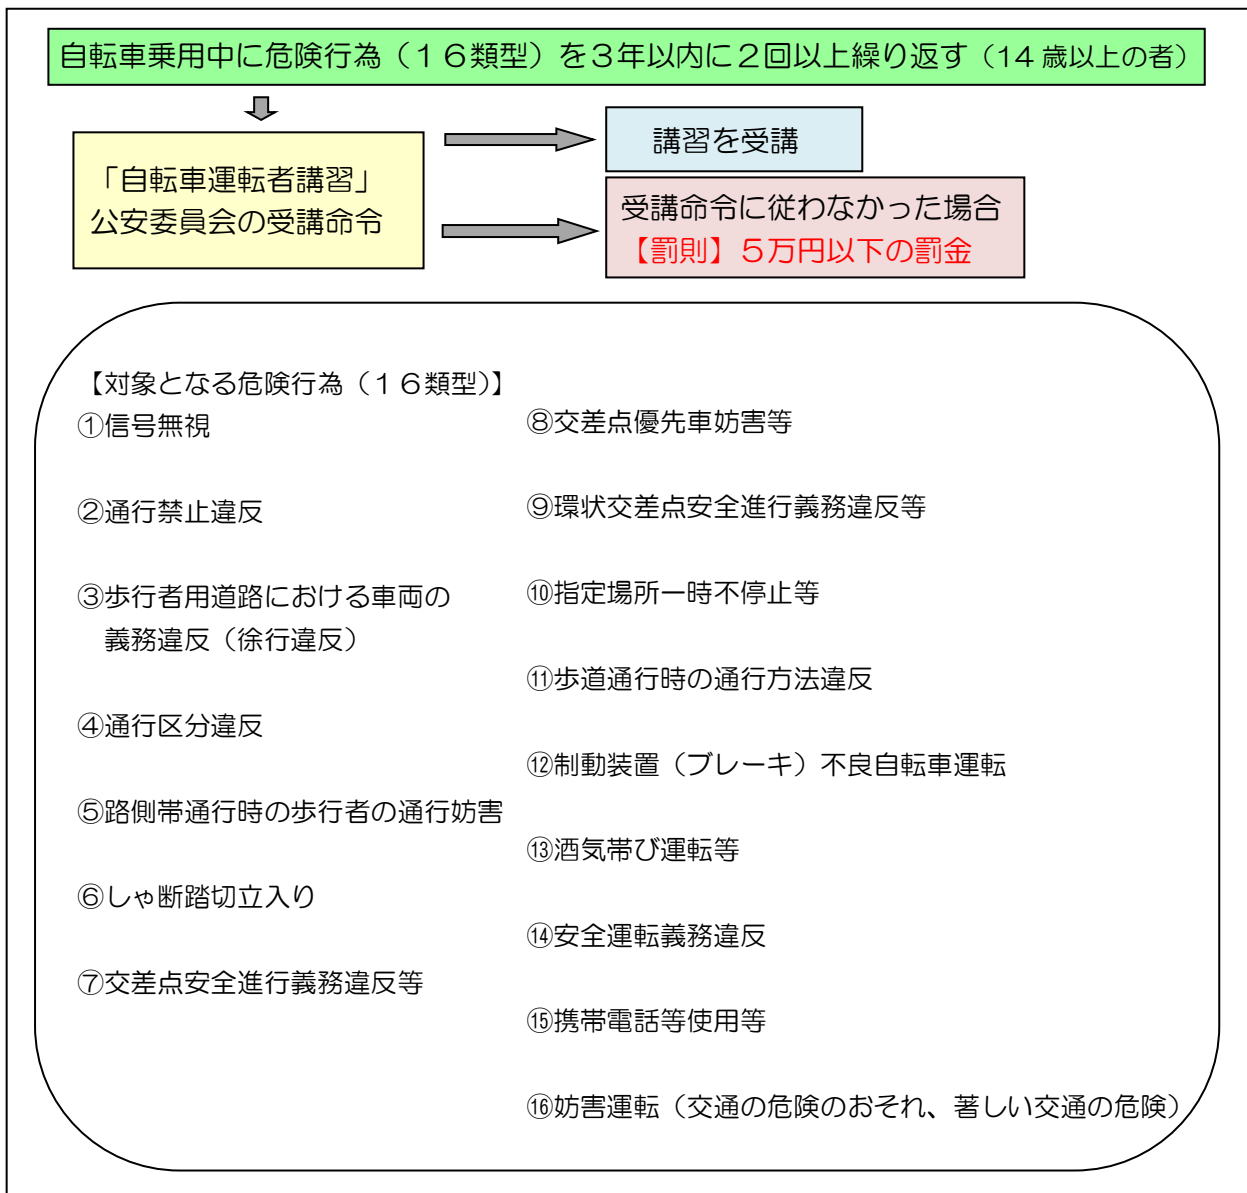 自転車乗用中に危険行為（１６類型）を３年以内に２回以上繰り返す（14 歳以上の者）
「自転車運転者講習」
公安委員会の受講命令
講習を受講
受講命令に従わなかった場合
【罰則】５万円以下の罰金
【対象となる危険行為（１６類型）】
①信号無視
②通行禁止違反
③歩行者用道路における車両の
義務違反（徐行違反）
④通行区分違反
⑤路側帯通行時の歩行者の通行妨害
⑥しゃ断踏切立入り
⑦交差点安全進行義務違反等
⑧交差点優先車妨害等
⑨環状交差点安全進行義務違反等
⑩指定場所一時不停止等
⑪歩道通行時の通行方法違反
⑫制動装置（ブレーキ）不良自転車運転
⑬酒気帯び運転等
⑭安全運転義務違反
⑮携帯電話等使用等
⑯妨害運転（交通の危険のおそれ、著しい交通の危険）